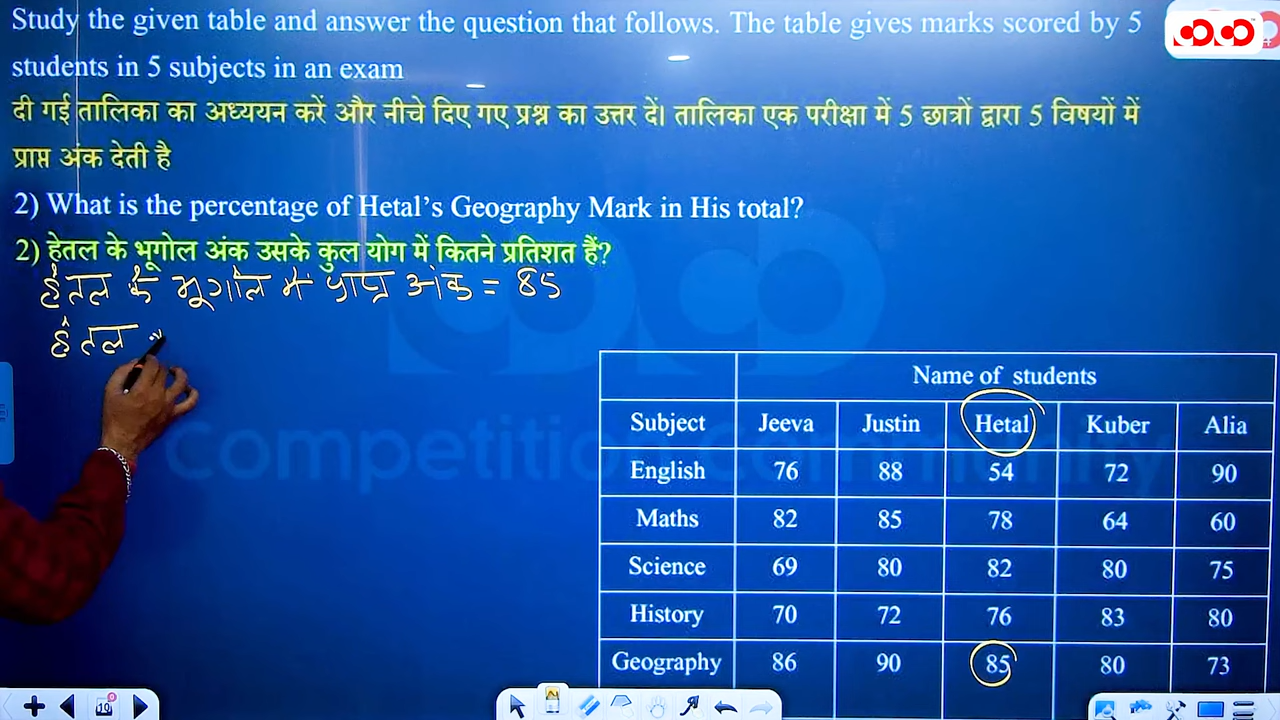 Study the given table and answer the question that follows. The table gives marks scored by 5
students in 5 subjects in an exam
दी गई तालिका का अध्ययन करें और नीचे दिए गए प्रश्न का उत्तर दें। तालिका एक परीक्षा में 5 छात्रों द्वारा 5 विषयों में
प्राप्त अंक देती है
2) What is the percentage of Hetal's Geography Mark in His total?
2) हेतल के भूगोल अंक उसके कुल योग में कितने प्रतिशत हैं?
हेतल के भूगोल में प्राप्त अंक = 85
हेतल
Name of students
Subject Jeeva Justin Hetal Kuber Alia
English 76 88 54 72 90
Maths 82 85 78 64 60
Science 69 80 82 80 75
History 70 72 76 83 80
Geography 86 90 85 80 73
Competition Community
19